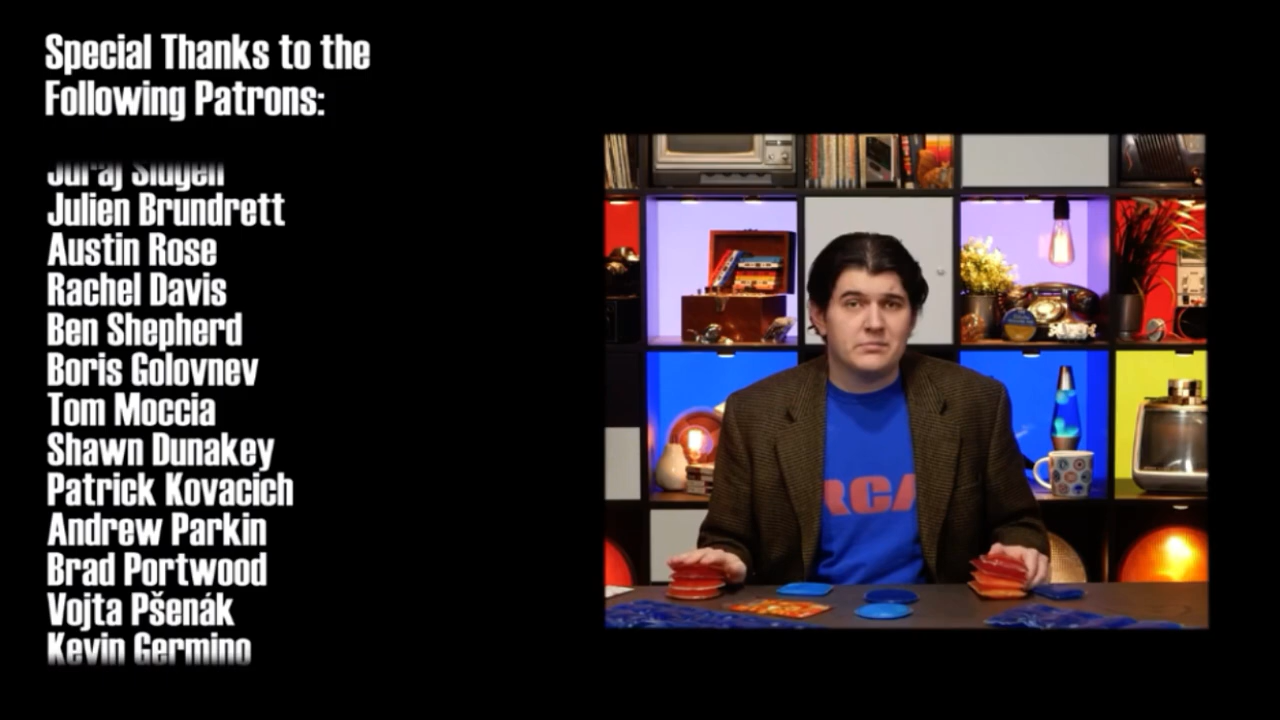 Special Thanks to the
Following Patrons:
Julien Brundrett
Austin Rose
Rachel Davis
Ben Shepherd
Boris Golovnev
Tom Moccia
Shawn Dunakey
Patrick Kovacich
Andrew Parkin
Brad Portwood
Vojta Pšenák
Kevin Germino
RCA